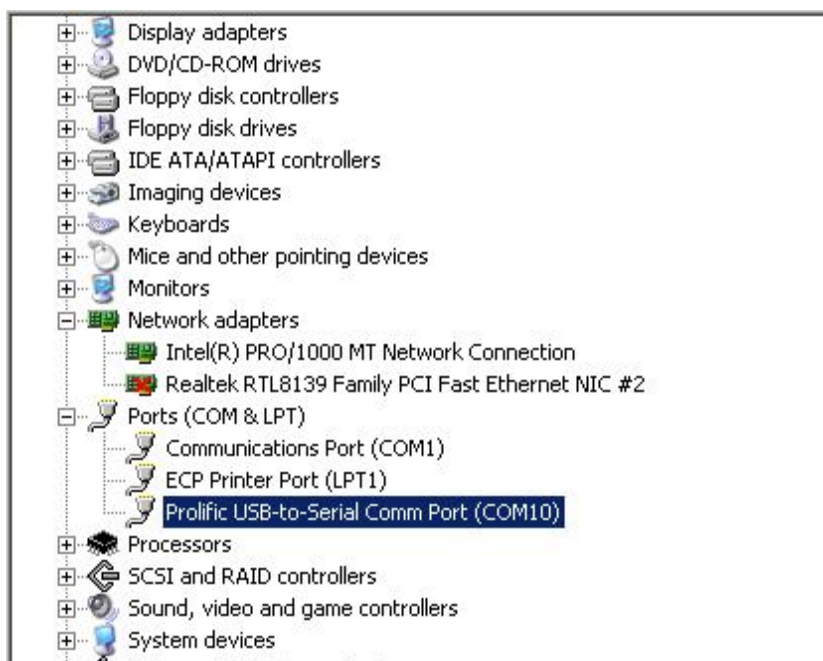 Display adapters
DVD/CD-ROM drives
Floppy disk controllers
Floppy disk drives
IDE ATA/ATAPI controllers
Imaging devices
Keyboards
Mice and other pointing devices
Monitors
Network adapters
Intel(R) PRO/1000 MT Network Connection
Realtek RTL8139 Family PCI Fast Ethernet NIC #2
Ports (COM & LPT)
Communications Port (COM1)
ECP Printer Port (LPT1)
Prolific USB-to-Serial Comm Port (COM10)
Processors
SCSI and RAID controllers
Sound, video and game controllers
System devices